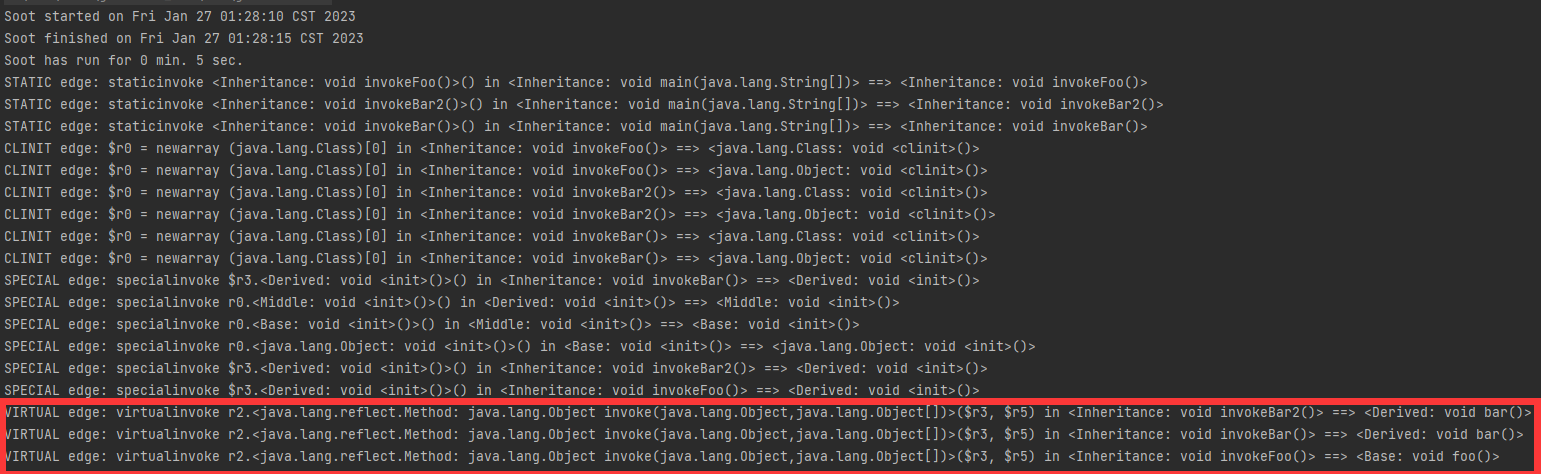 Soot started on Fri Jan 27 01:28:10 CST 2023
Soot finished on Fri Jan 27 01:28:15 CST 2023
Soot has run for 0 min. 5 sec.
STATIC edge: staticinvoke <Inheritance: void invokeFoo()>() in <Inheritance: void main(java.lang.String[])> ==> <Inheritance: void invokeFoo()>
STATIC edge: staticinvoke <Inheritance: void invokeBar2()>() in <Inheritance: void main(java.lang.String[])> ==> <Inheritance: void invokeBar2()>
STATIC edge: staticinvoke <Inheritance: void invokeBar()>() in <Inheritance: void main(java.lang.String[])> ==> <Inheritance: void invokeBar()>
CLINIT edge: $r0 = newarray (java.lang.Class)[0] in <Inheritance: void invokeFoo()> ==> <java.lang.Class: void <clinit>()>
CLINIT edge: $r0 = newarray (java.lang.Class)[0] in <Inheritance: void invokeFoo()> ==> <java.lang.Object: void <clinit>()>
CLINIT edge: $r0 = newarray (java.lang.Class)[0] in <Inheritance: void invokeBar2()> ==> <java.lang.Class: void <clinit>()>
CLINIT edge: $r0 = newarray (java.lang.Class)[0] in <Inheritance: void invokeBar2()> ==> <java.lang.Object: void <clinit>()>
CLINIT edge: $r0 = newarray (java.lang.Class)[0] in <Inheritance: void invokeBar()> ==> <java.lang.Class: void <clinit>()>
CLINIT edge: $r0 = newarray (java.lang.Class)[0] in <Inheritance: void invokeBar()> ==> <java.lang.Object: void <clinit>()>
SPECIAL edge: specialinvoke $r3.<Derived: void <init>()>() in <Inheritance: void invokeBar()> ==> <Derived: void <init>()>
SPECIAL edge: specialinvoke r0.<Middle: void <init>()>() in <Derived: void <init>()> ==> <Middle: void <init>()>
SPECIAL edge: specialinvoke r0.<Base: void <init>()>() in <Middle: void <init>()> ==> <Base: void <init>()>
SPECIAL edge: specialinvoke r0.<java.lang.Object: void <init>()>() in <Base: void <init>()> ==> <java.lang.Object: void <init>()>
SPECIAL edge: specialinvoke $r3.<Derived: void <init>()>() in <Inheritance: void invokeBar2()> ==> <Derived: void <init>()>
SPECIAL edge: specialinvoke $r3.<Derived: void <init>()>() in <Inheritance: void invokeFoo()> ==> <Derived: void <init>()>
VIRTUAL edge: virtualinvoke r2.<java.lang.reflect.Method: java.lang.Object invoke(java.lang.Object,java.lang.Object[])>($r3, $r5) in <Inheritance: void invokeBar2()> ==> <Derived: void bar()>
VIRTUAL edge: virtualinvoke r2.<java.lang.reflect.Method: java.lang.Object invoke(java.lang.Object,java.lang.Object[])>($r3, $r5) in <Inheritance: void invokeBar()> ==> <Derived: void bar()>
VIRTUAL edge: virtualinvoke r2.<java.lang.reflect.Method: java.lang.Object invoke(java.lang.Object,java.lang.Object[])>($r3, $r5) in <Inheritance: void invokeFoo()> ==> <Base: void foo()>